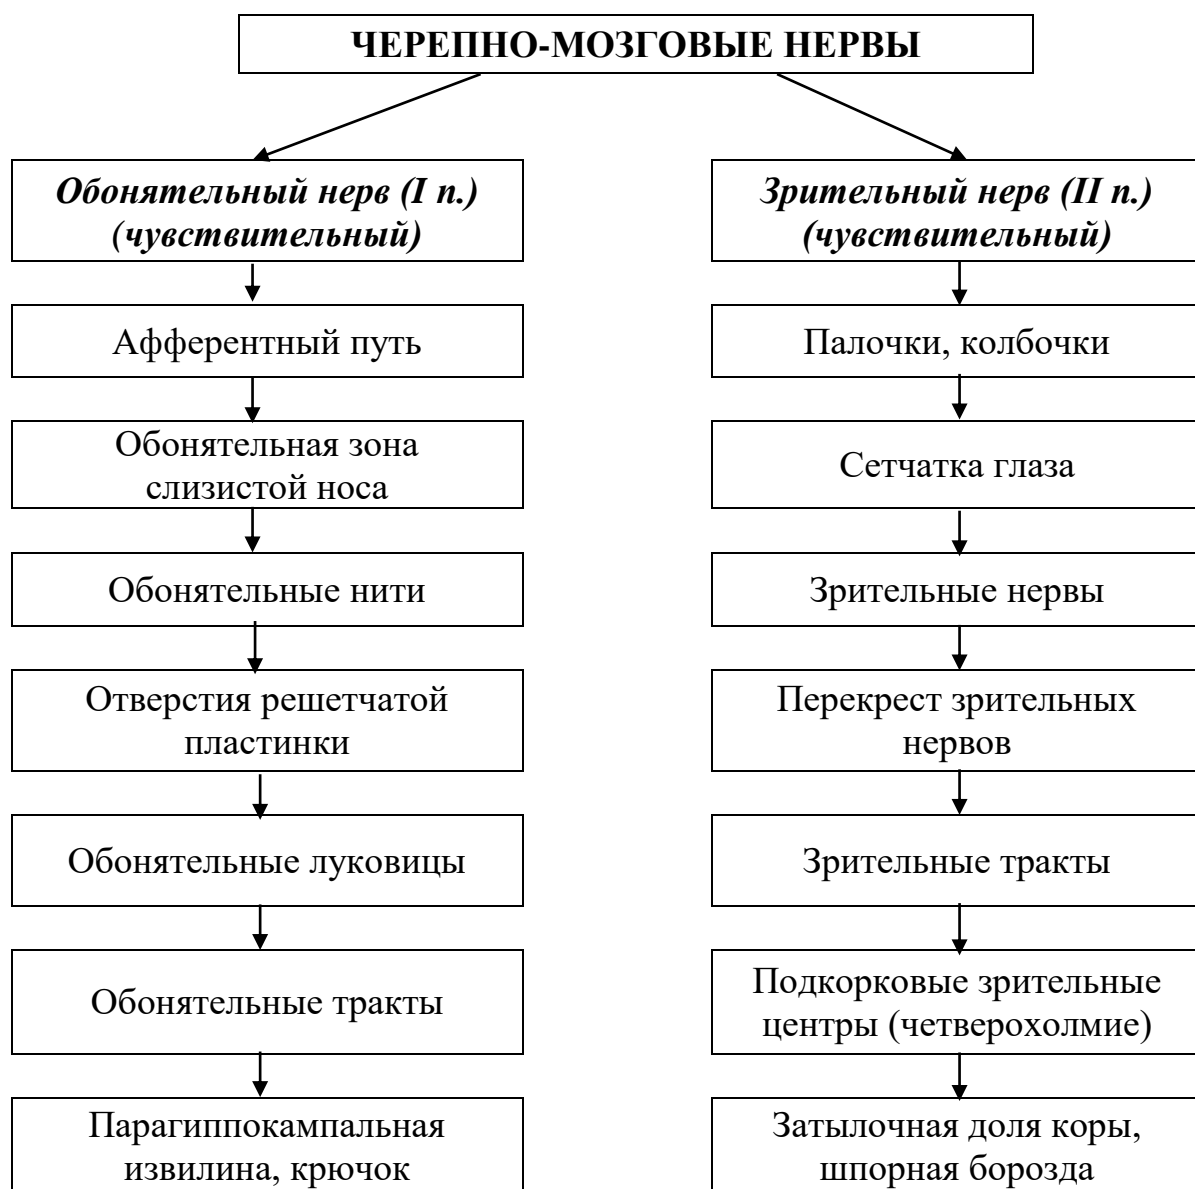 ЧЕРЕПНО-МОЗГОВЫЕ НЕРВЫ
Обонятельный нерв (I п.)
(чувствительный)
Афферентный путь
Обонятельная зона
слизистой носа
Обонятельные нити
Отверстия решетчатой
пластинки
Обонятельные луковицы
Обонятельные тракты
Парагиппокампальная
извилина, крючок
Зрительный нерв (II п.)
(чувствительный)
Палочки, колбочки
Сетчатка глаза
Зрительные нервы
Перекрест зрительных
нервов
Зрительные тракты
Подкорковые зрительные
центры (четверохолмие)
Затылочная доля коры,
шпорная борозда